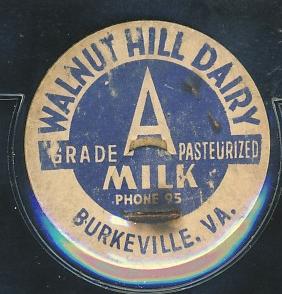 WALNUT HILL DAIRY
GRADE A PASTEURIZED
MILK
PHONE 95
BURKEVILLE, VA.